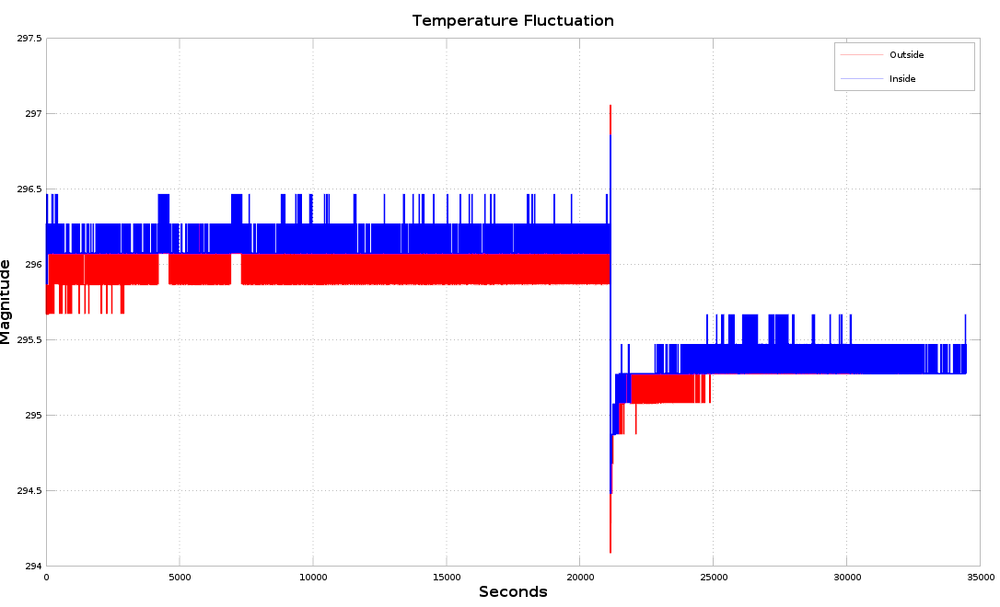 Temperature Fluctuation
Outside
Inside
297.5
297
296.5
296
295.5
295
294.5
294
Magnitude
0 5000 10000 15000 20000 25000 30000 35000
Seconds